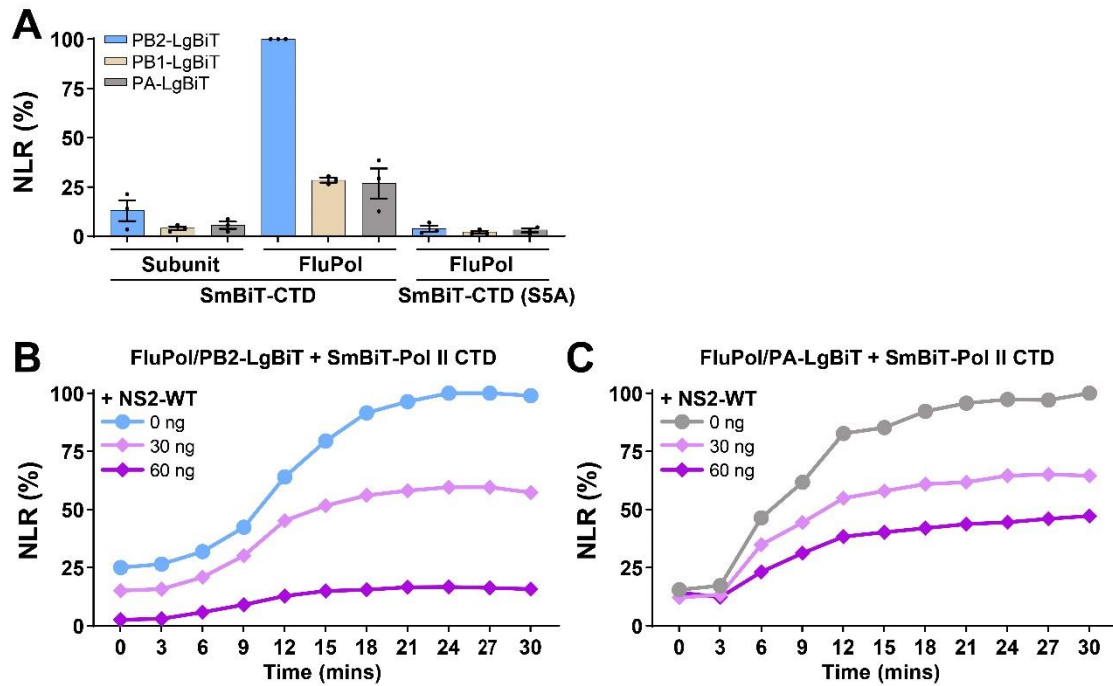 A
NLR (%)
100
75
50
25
0
PB2-LgBiT
PB1-LgBiT
PA-LgBiT
Subunit
FluPol
FluPol
SmBiT-CTD
SmBiT-CTD (S5A)
B
FluPol/PB2-LgBiT + SmBiT-Pol II CTD
NLR (%)
100
75
50
25
0
+ NS2-WT
0 ng
30 ng
60 ng
0 3 6 9 12 15 18 21 24 27 30
Time (mins)
C
FluPol/PA-LgBiT + SmBiT-Pol II CTD
NLR (%)
100
75
50
25
0
+ NS2-WT
0 ng
30 ng
60 ng
0 3 6 9 12 15 18 21 24 27 30
Time (mins)